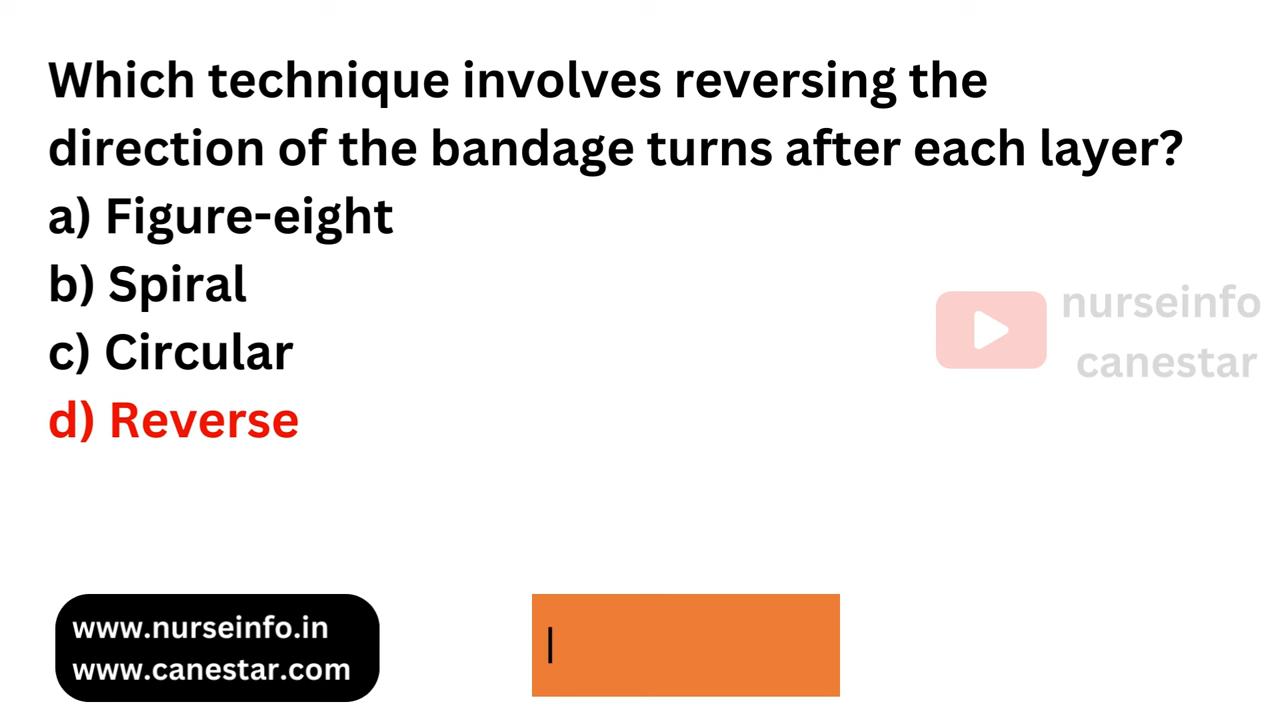 Which technique involves reversing the
direction of the bandage turns after each layer?
a) Figure-eight
b) Spiral
c) Circular
d) Reverse
nurseinfo
canestar
www.nurseinfo.in
www.canestar.com